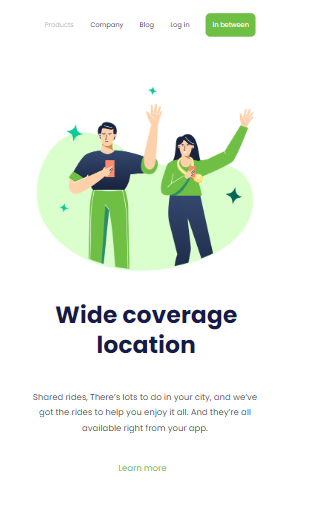 Products Company Blog Log in In between
Wide coverage
location
Shared rides, There's lots to do in your city, and we've
got the rides to help you enjoy it all. And they're all
available right from your app.
Learn more